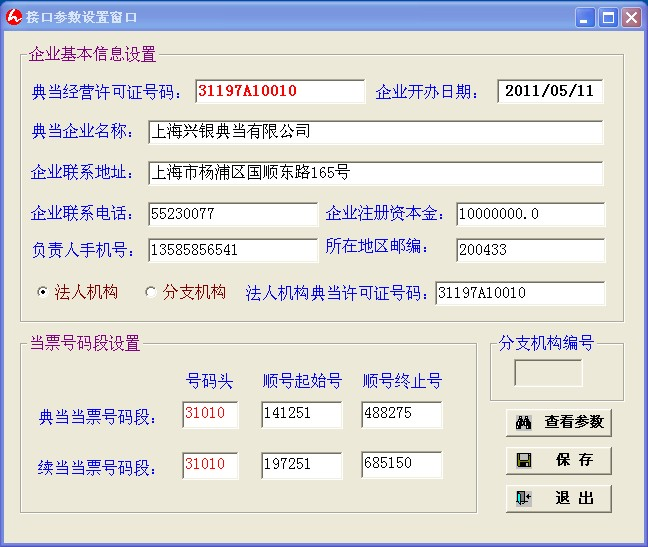 接口参数设置窗口
企业基本信息设置
典当经营许可证号码： 31197A10010 企业开办日期： 2011/05/11
典当企业名称： 上海兴银典当有限公司
企业联系地址： 上海市杨浦区国顺东路165号
企业联系电话： 55230077 企业注册资本金： 10000000.0
负责人手机号： 13585856541 所在地区邮编： 200433
法人机构 分支机构 法人机构典当许可证号码： 31197A10010
当票号码段设置 分支机构编号
号码头 顺号起始号 顺号终止号
典当当票号码段： 31010 141251 488275
查看参数
续当当票号码段： 31010 197251 685150
保 存
退 出